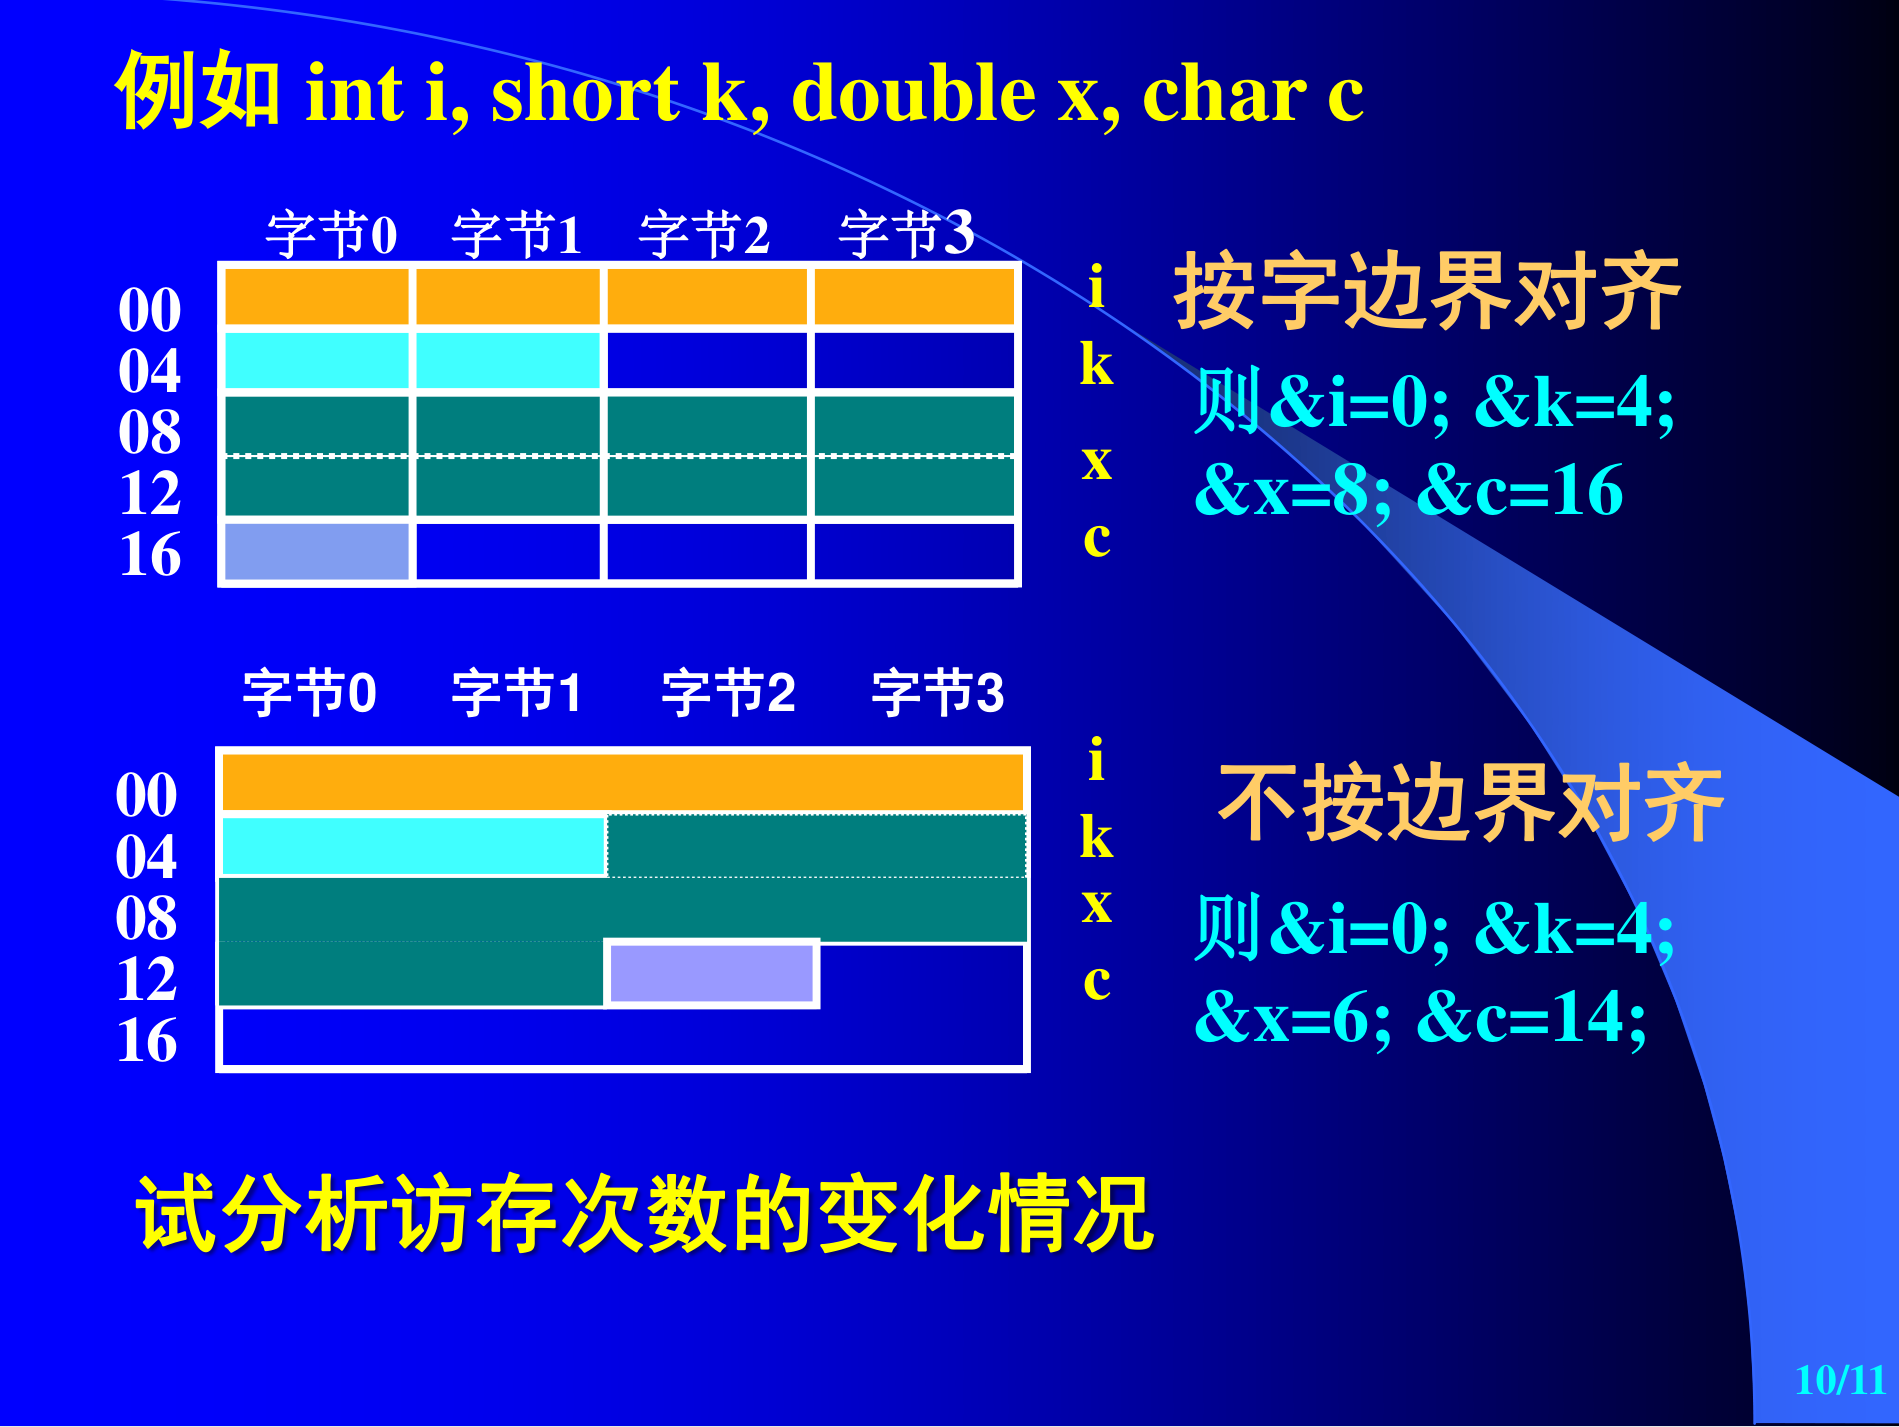 例如 int i, short k, double x, char c
字节0 字节1 字节2 字节3
00
04
08
12
16
i
k
x
c
按字边界对齐
则&i=0; &k=4;
&x=8; &c=16
字节0 字节1 字节2 字节3
00
04
08
12
16
i
k
x
c
不按边界对齐
则&i=0; &k=4;
&x=6; &c=14;
试分析访存次数的变化情况
10/11